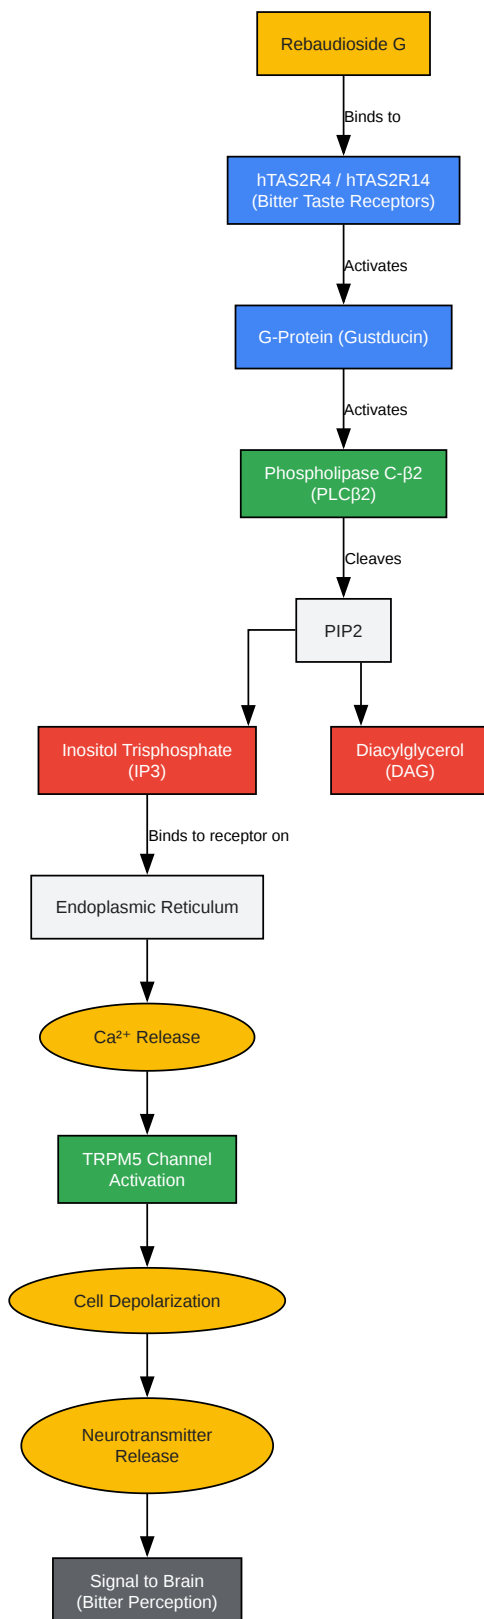 Rebaudioside G
Binds to
hTAS2R4 / hTAS2R14
(Bitter Taste Receptors)
Activates
G-Protein (Gustducin)
Activates
Phospholipase C-β2
(PLCβ2)
Cleaves
PIP2
Inositol Trisphosphate
(IP3)
Diacylglycerol
(DAG)
Binds to receptor on
Endoplasmic Reticulum
Ca²⁺ Release
TRPM5 Channel
Activation
Cell Depolarization
Neurotransmitter
Release
Signal to Brain
(Bitter Perception)